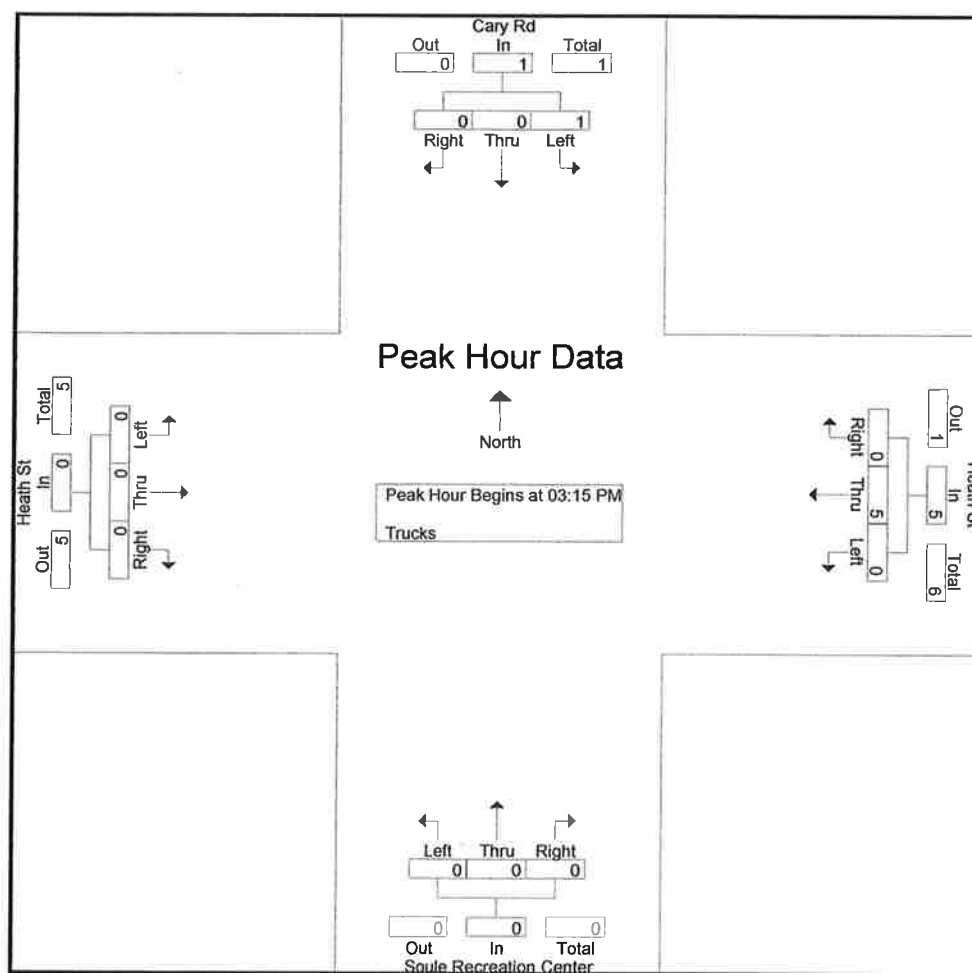 Cary Rd
Out In Total
0 1 1
0 0 1
Right Thru Left
Peak Hour Data
North
Peak Hour Begins at 03:15 PM
Trucks
Heath St
Total In Out
5 0 5
0 0 0
Left Thru Right
Right Thru Left
0 5 0
Out In Total
1 5 6
Left Thru Right
0 0 0
0 0 0
Out In Total
Soule Recreation Center